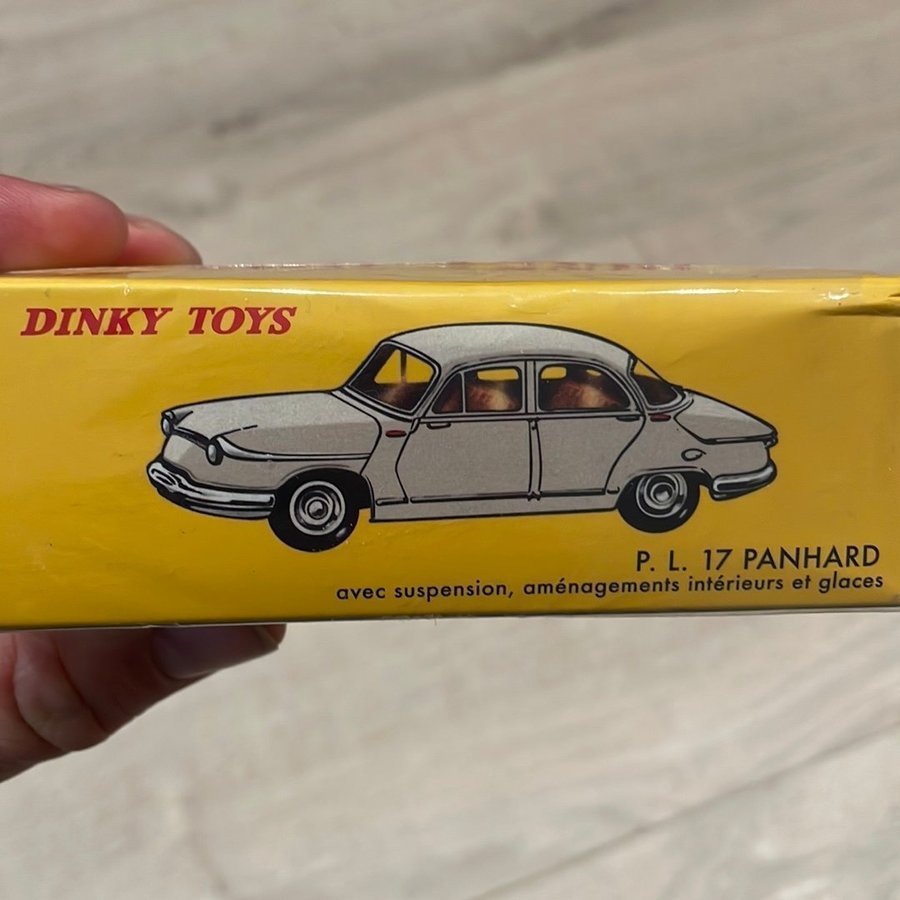 DINKY TOYS
P. L. 17 PANHARD
avec suspension, aménagements intérieurs et glaces